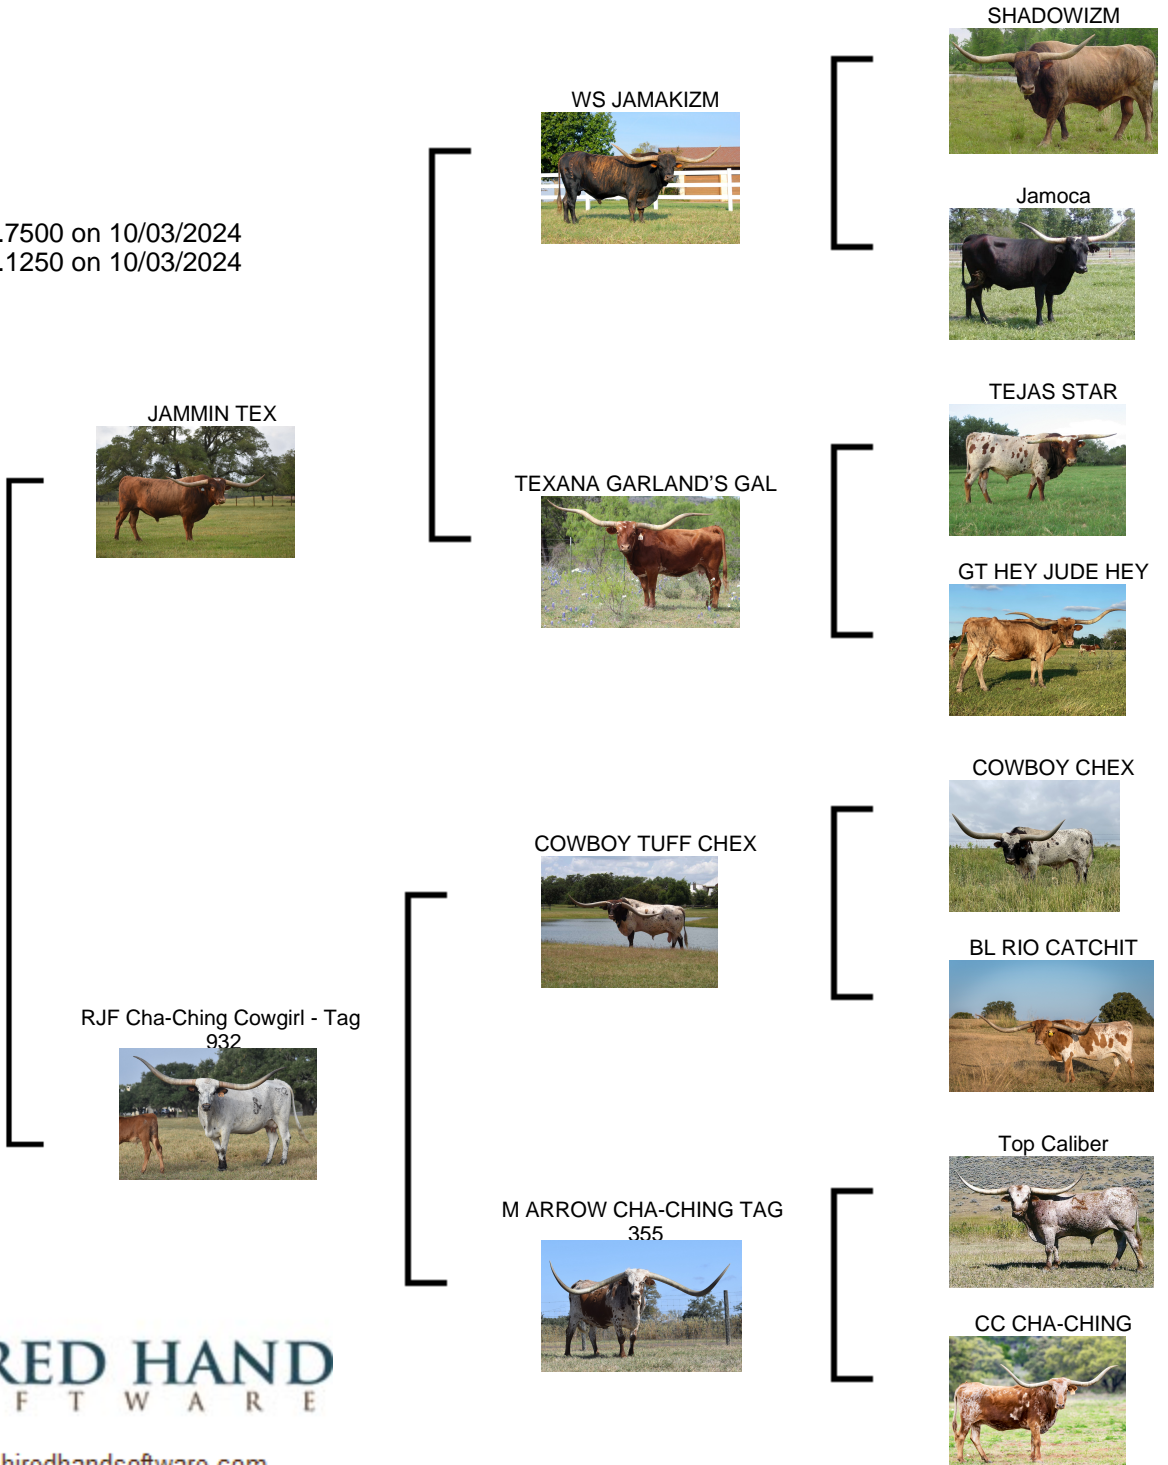 SHADOWIZM
WS JAMAKIZM
Jamoca
.7500 on 10/03/2024
.1250 on 10/03/2024
TEJAS STAR
JAMMIN TEX
TEXANA GARLAND'S GAL
GT HEY JUDE HEY
COWBOY CHEX
COWBOY TUFF CHEX
BL RIO CATCHIT
RJF Cha-Ching Cowgirl - Tag
932
Top Caliber
M ARROW CHA-CHING TAG
355
CC CHA-CHING
RED HAND
F T W A R E
hiredhandsoftware.com